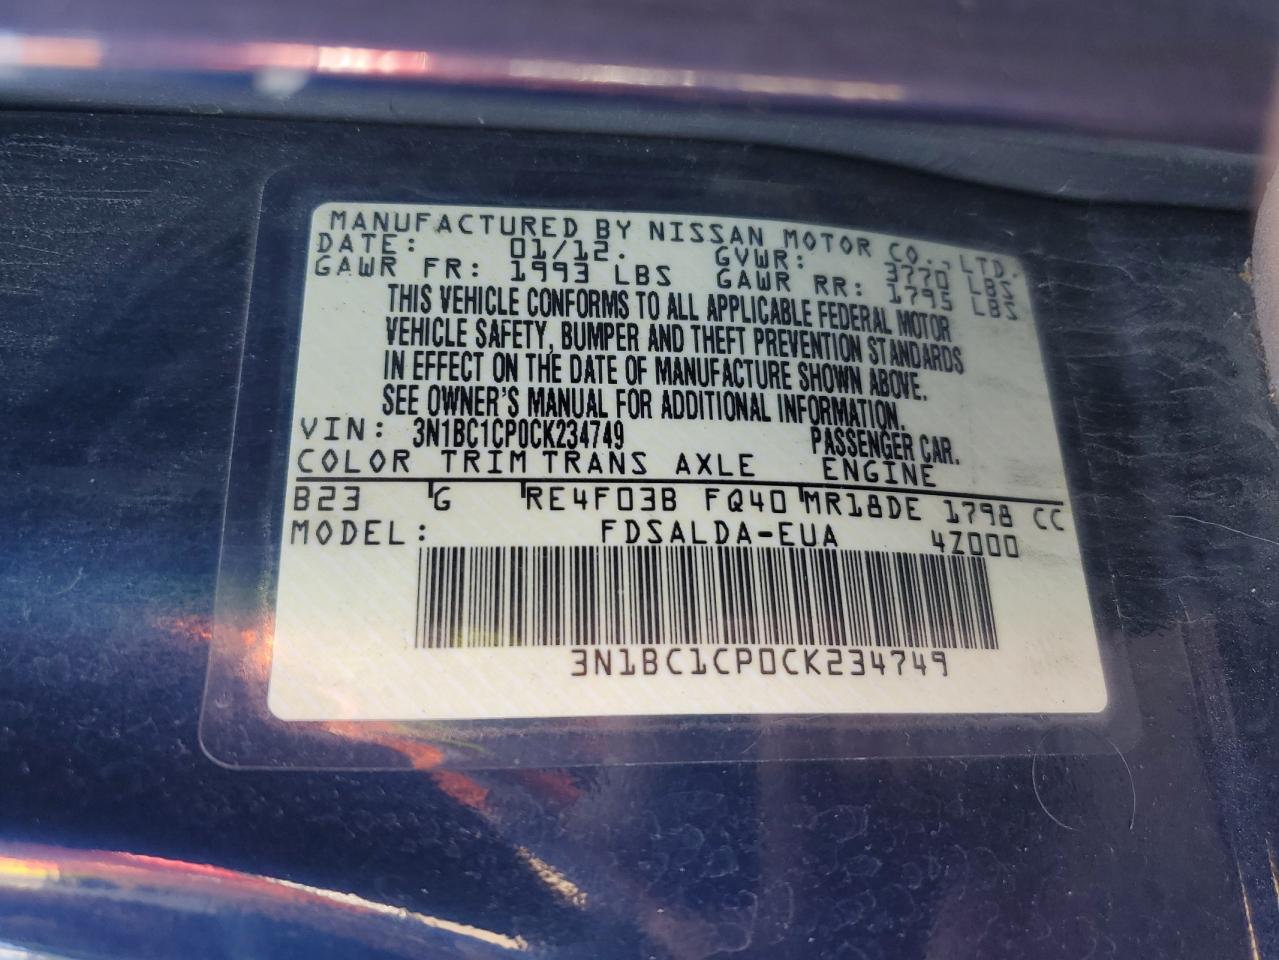 MANUFACTURED BY NISSAN MOTOR CO.,LTD.
DATE: 01/12. GVWR: 3770 LBS
GAWR FR: 1993 LBS GAWR RR: 1795 LBS
THIS VEHICLE CONFORMS TO ALL APPLICABLE FEDERAL MOTOR
VEHICLE SAFETY, BUMPER AND THEFT PREVENTION STANDARDS
IN EFFECT ON THE DATE OF MANUFACTURE SHOWN ABOVE.
SEE OWNER'S MANUAL FOR ADDITIONAL INFORMATION.
VIN: 3N1BC1CP0CK234749 PASSENGER CAR.
COLOR TRIM TRANS AXLE ENGINE
B23 G RE4F03B FQ40 MR18DE 1798 CC
MODEL: FDSALDA-EUA 4Z000
3N1BC1CP0CK234749